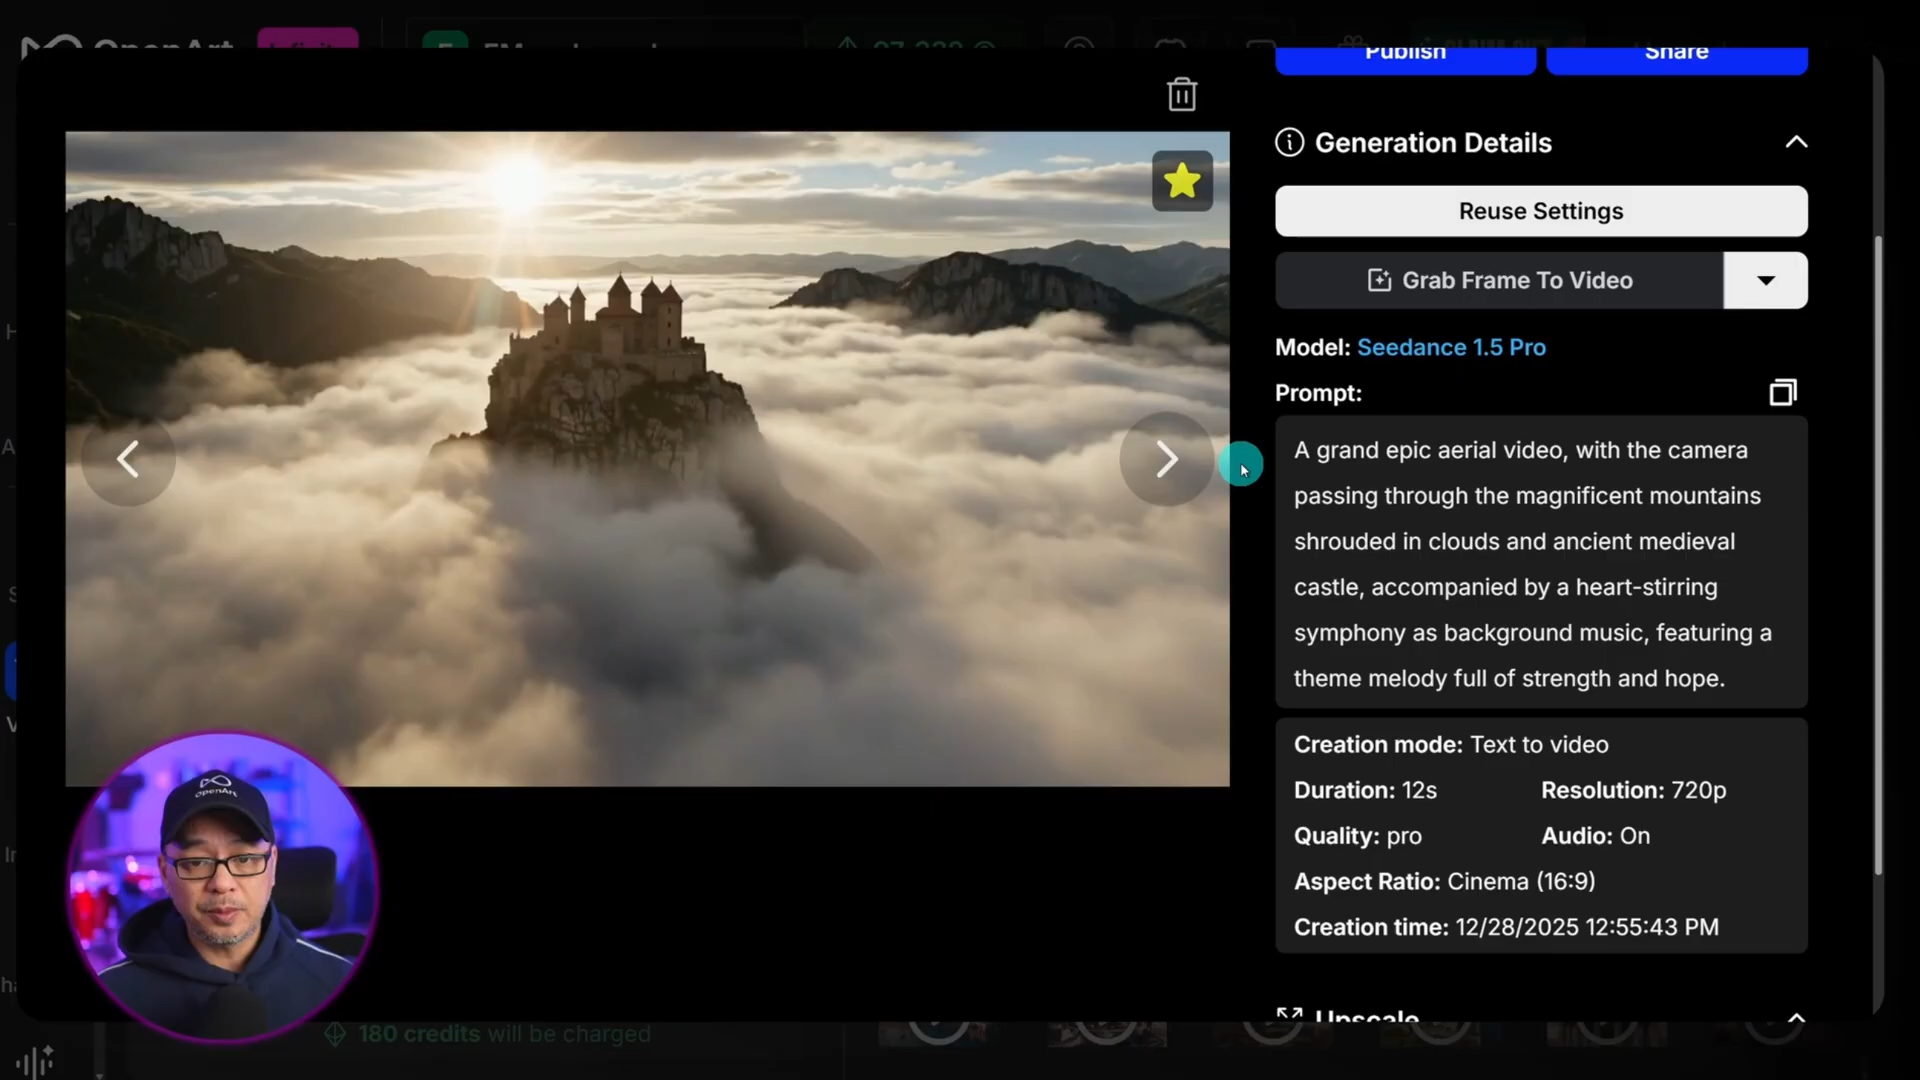 Publish
Share
Generation Details
Reuse Settings
Grab Frame To Video
Model: Seedance 1.5 Pro
Prompt:
A grand epic aerial video, with the camera
passing through the magnificent mountains
shrouded in clouds and ancient medieval
castle, accompanied by a heart-stirring
symphony as background music, featuring a
theme melody full of strength and hope.
Creation mode: Text to video
Duration: 12s
Resolution: 720p
Quality: pro
Audio: On
Aspect Ratio: Cinema (16:9)
Creation time: 12/28/2025 12:55:43 PM
Upscale
OpenArt
180 credits will be charged